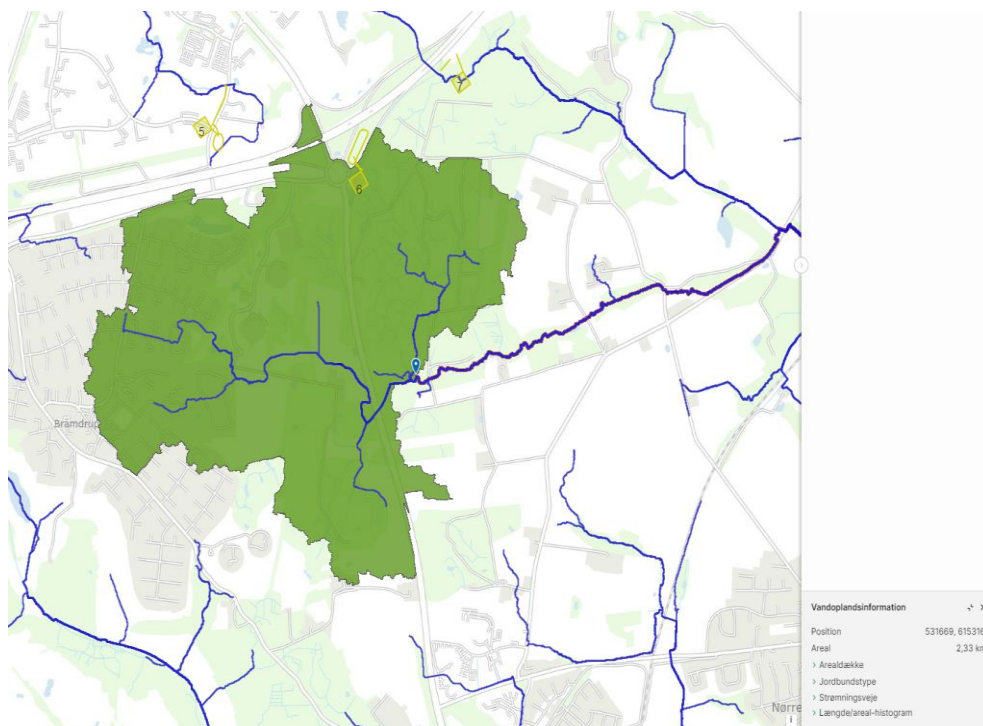 7
5
6
Bramdrup
Nørre
Vandoplandsinformation
Position 531669, 615316
Areal 2,33 km
> Arealdække
> Jordbundstype
> Strømningsveje
> Længde/areal-histogram
i